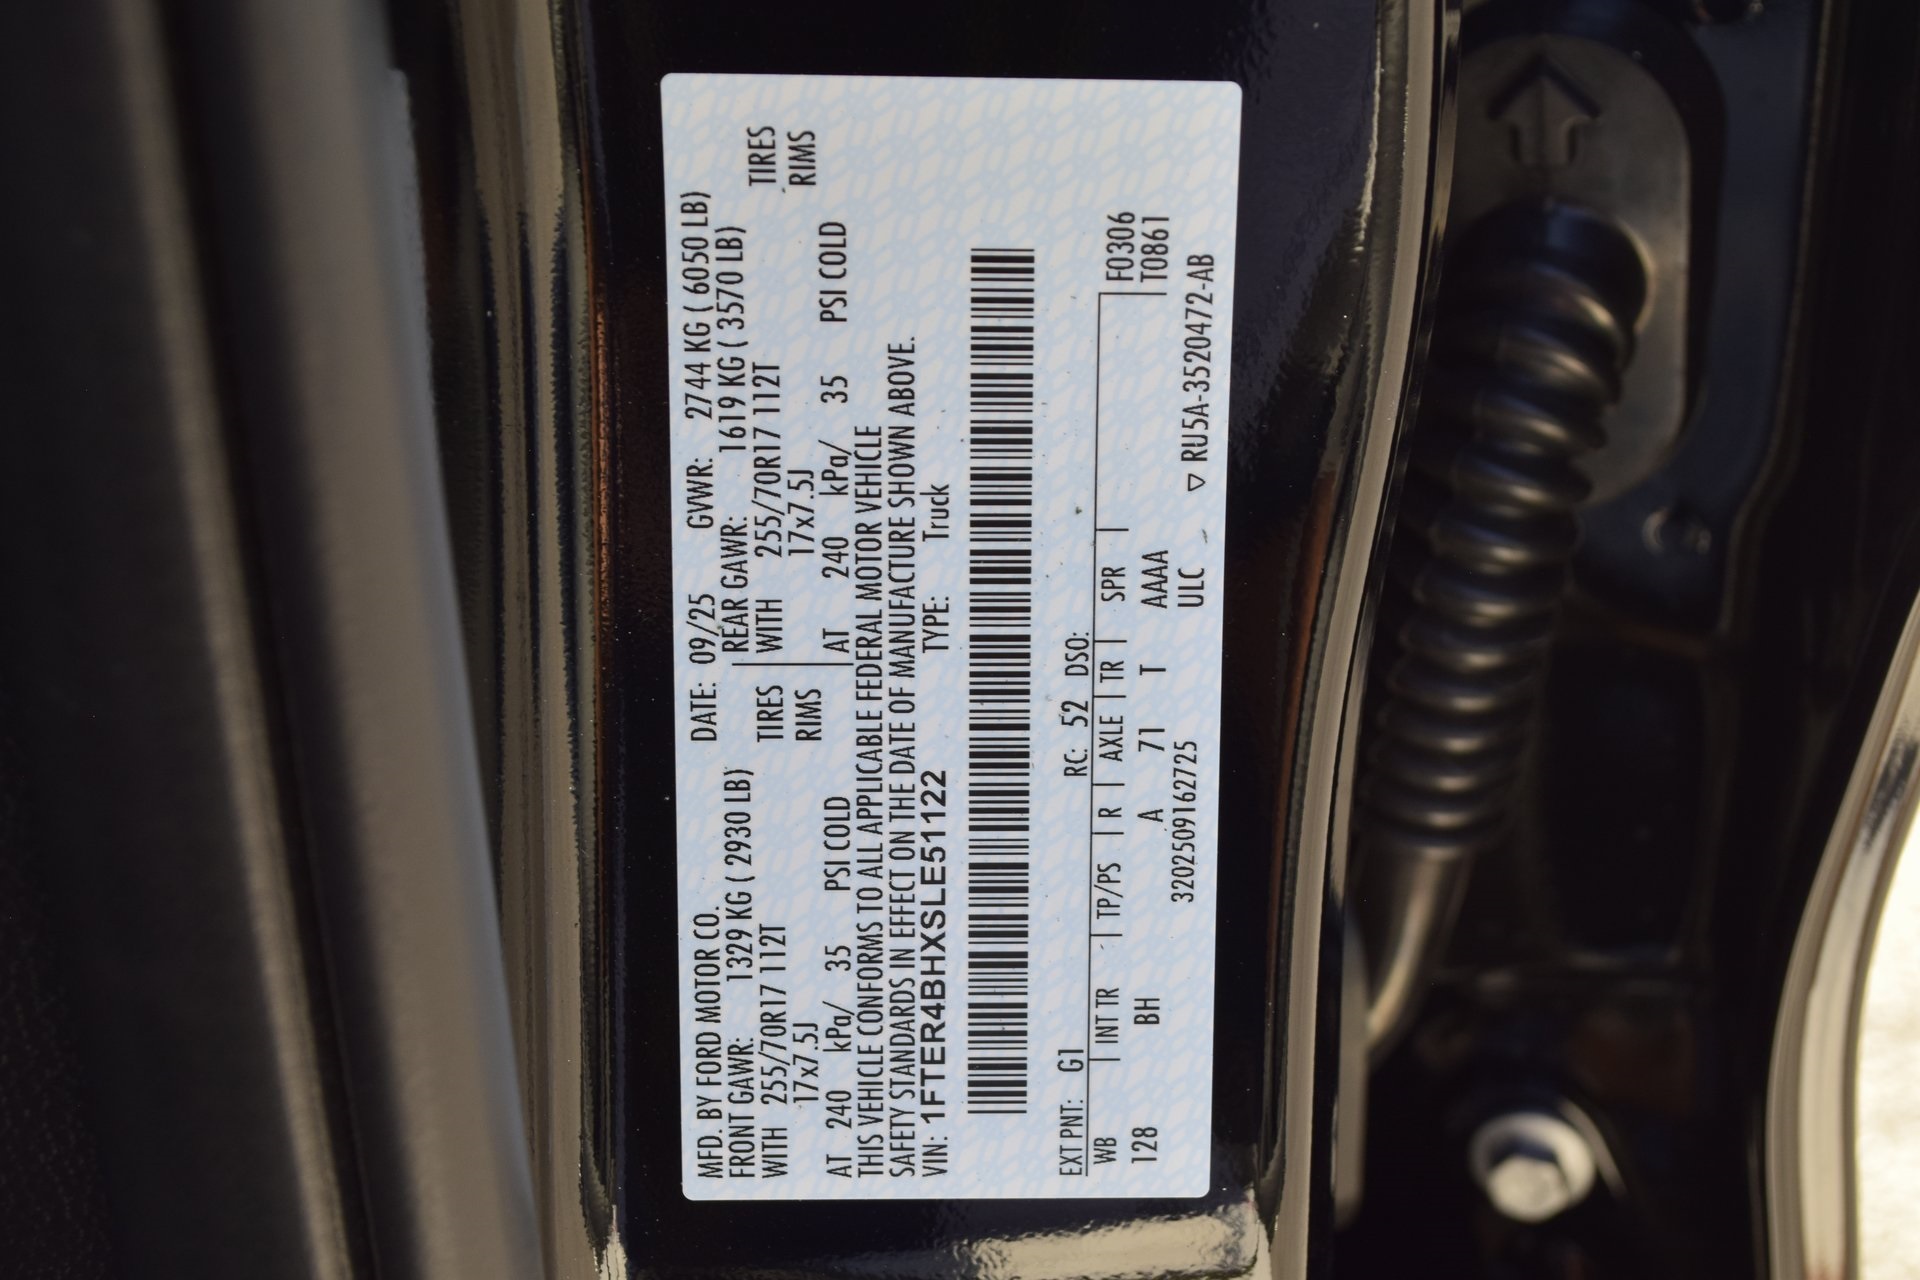 MFD. BY FORD MOTOR CO. DATE: 09/25 GVWR: 2744 KG ( 6050 LB)
FRONT GAWR: 1329 KG ( 2930 LB) REAR GAWR: 1619 KG ( 3570 LB)
WITH 255/70R17 112T TIRES WITH 255/70R17 112T TIRES
17x7.5J RIMS 17x7.5J RIMS
AT 240 kPa/ 35 PSI COLD AT 240 kPa/ 35 PSI COLD
THIS VEHICLE CONFORMS TO ALL APPLICABLE FEDERAL MOTOR VEHICLE
SAFETY STANDARDS IN EFFECT ON THE DATE OF MANUFACTURE SHOWN ABOVE.
VIN: 1FTER4BHXSLE51122 TYPE: Truck
EXT PNT: G1 RC: 52 DSO:
WB INT TR TP/PS R AXLE TR SPR F0306
128 BH A 71 T AAAA T0861
3202509162725 ULC ▽ RU5A-3520472-AB